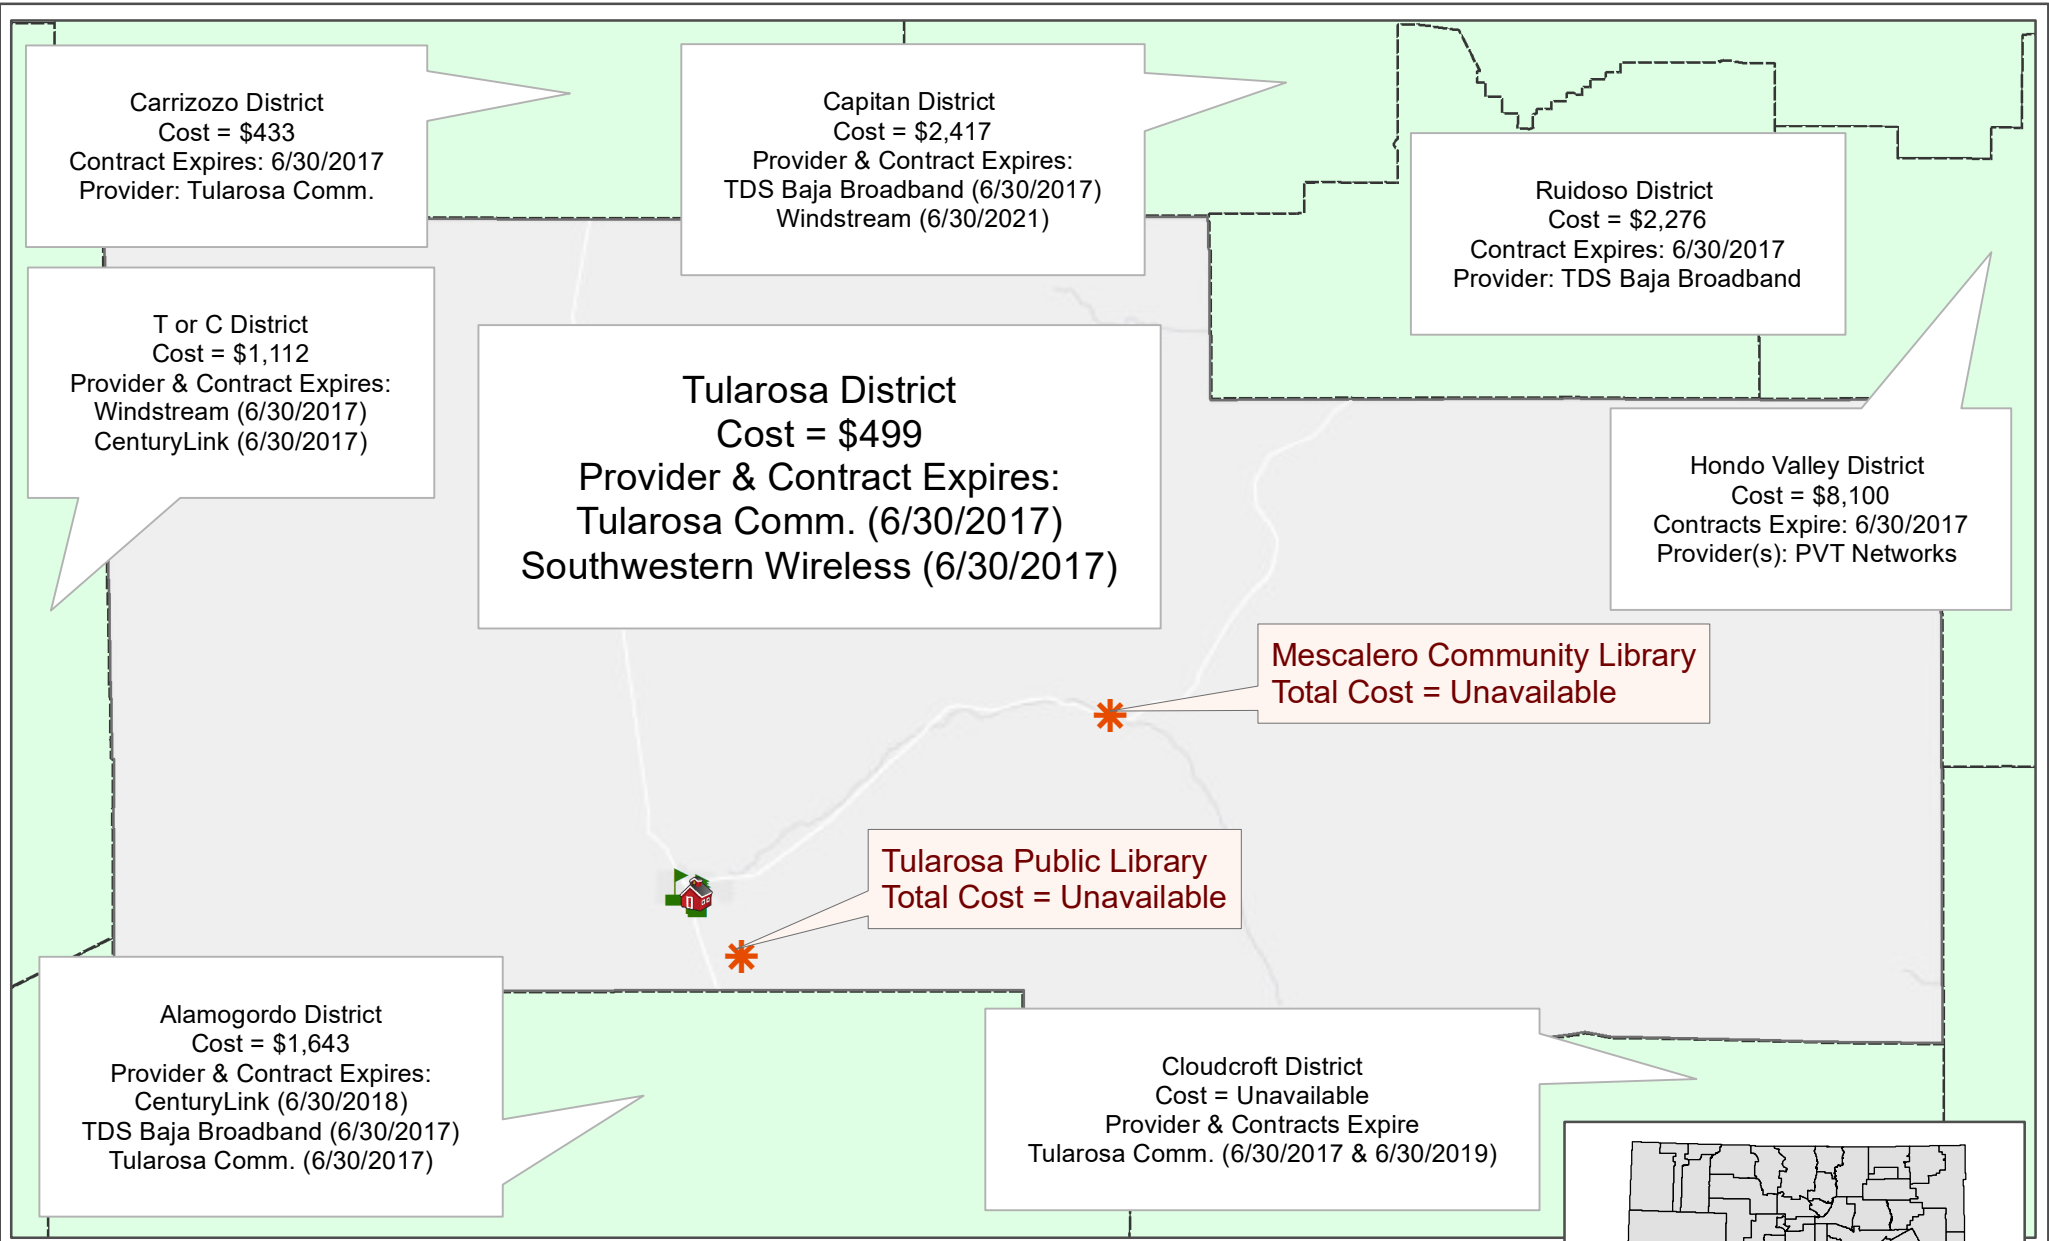 Carrizozo District
Cost = $433
Contract Expires: 6/30/2017
Provider: Tularosa Comm.
Capitan District
Cost = $2,417
Provider & Contract Expires:
TDS Baja Broadband (6/30/2017)
Windstream (6/30/2021)
Ruidoso District
Cost = $2,276
Contract Expires: 6/30/2017
Provider: TDS Baja Broadband
T or C District
Cost = $1,112
Provider & Contract Expires:
Windstream (6/30/2017)
CenturyLink (6/30/2017)
Tularosa District
Cost = $499
Provider & Contract Expires:
Tularosa Comm. (6/30/2017)
Southwestern Wireless (6/30/2017)
Hondo Valley District
Cost = $8,100
Contracts Expire: 6/30/2017
Provider(s): PVT Networks
Mescalero Community Library
Total Cost = Unavailable
Tularosa Public Library
Total Cost = Unavailable
Alamogordo District
Cost = $1,643
Provider & Contract Expires:
CenturyLink (6/30/2018)
TDS Baja Broadband (6/30/2017)
Tularosa Comm. (6/30/2017)
Cloudcroft District
Cost = Unavailable
Provider & Contracts Expire
Tularosa Comm. (6/30/2017 & 6/30/2019)